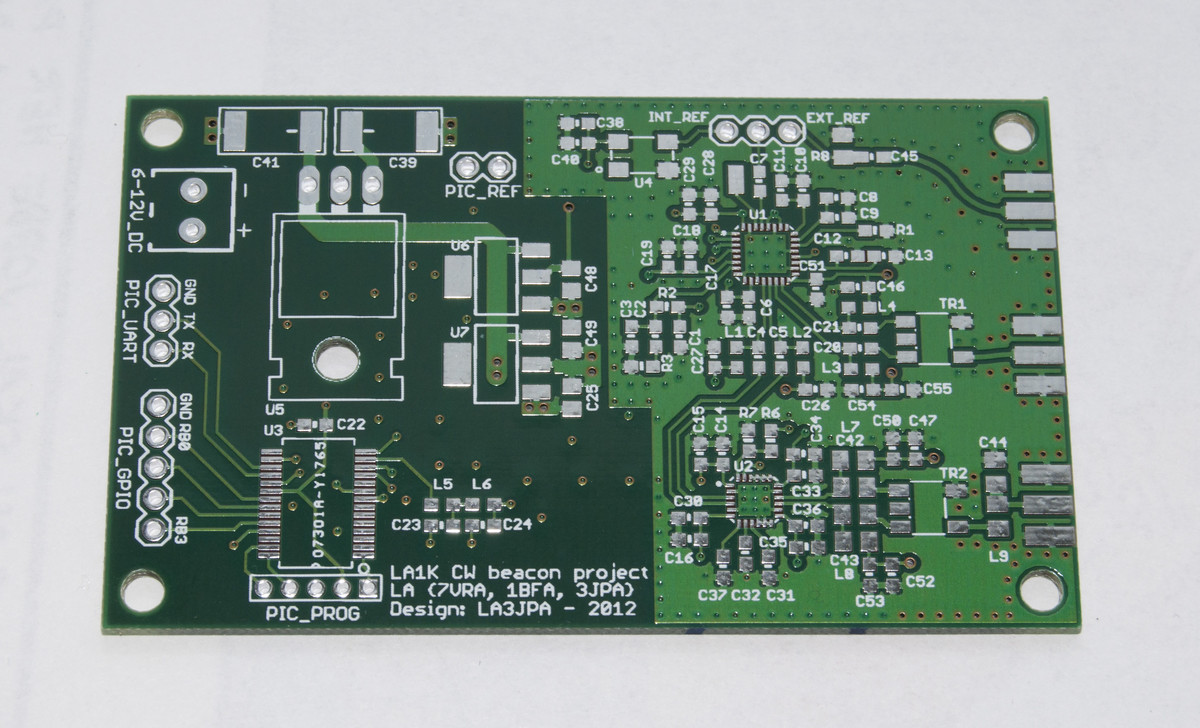 C41
C39
C38
C40
INT_REF
EXT_REF
U4
C29
C28
C7
C11
C10
R8
C45
PIC_REF
6-12V_DC
-
+
U1
C8
C9
R1
C12
C13
C19
C18
C17
C51
C46
L4
TR1
U6
C48
U7
C49
C25
GND
TX
RX
PIC_UART
R2
C3
C2
C1
R3
C6
L1
C4
C5
L2
C27
C21
C20
L3
C26
C54
C55
U5
U3
C22
GND
RB0
RB3
PIC_GPIO
07301A-Y1765
L5
L6
C23
C24
C15
C14
R7
R6
C34
L7
C42
C50
C47
C44
U2
C33
TR2
C30
C36
C16
C35
C37
C32
C31
C43
L8
C52
C53
L9
PIC_PROG
LA1K CW beacon project
LA (7VRA, 1BFA, 3JPA)
Design: LA3JPA - 2012